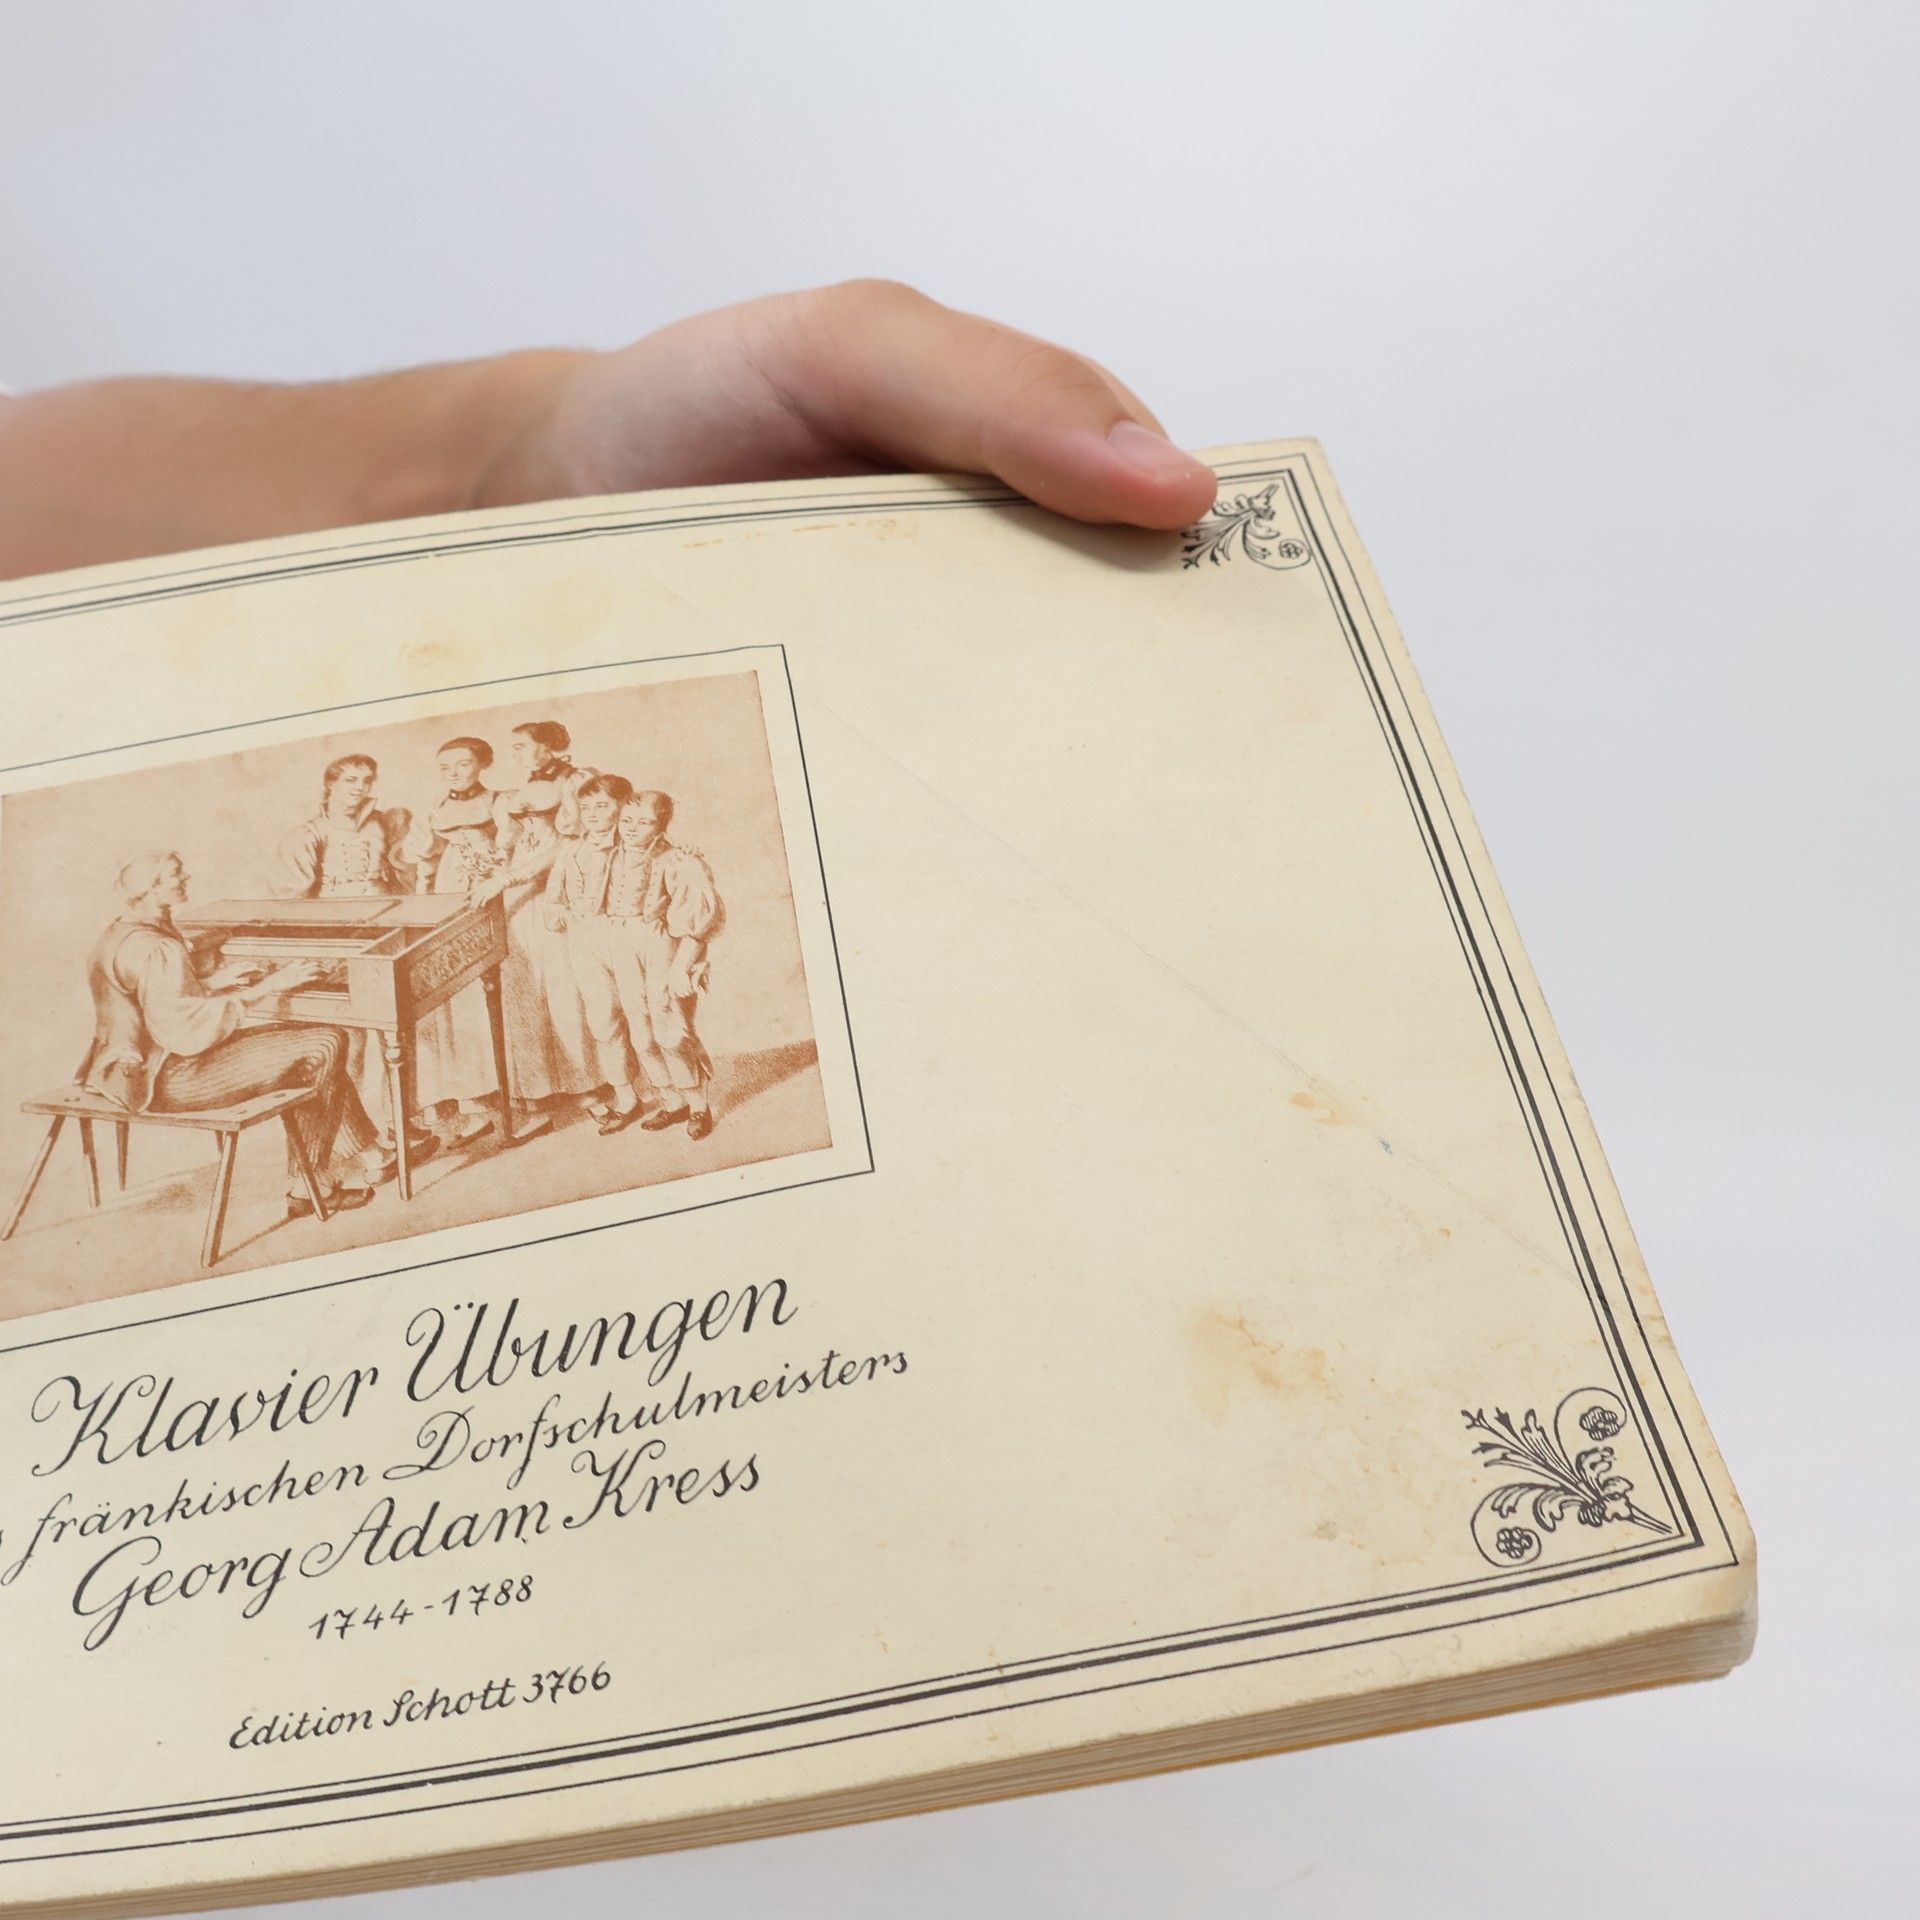 Klavier Übungen
fränkischen Dorfschulmeisters
Georg Adam Kress
1744-1788
Edition Schott 3766